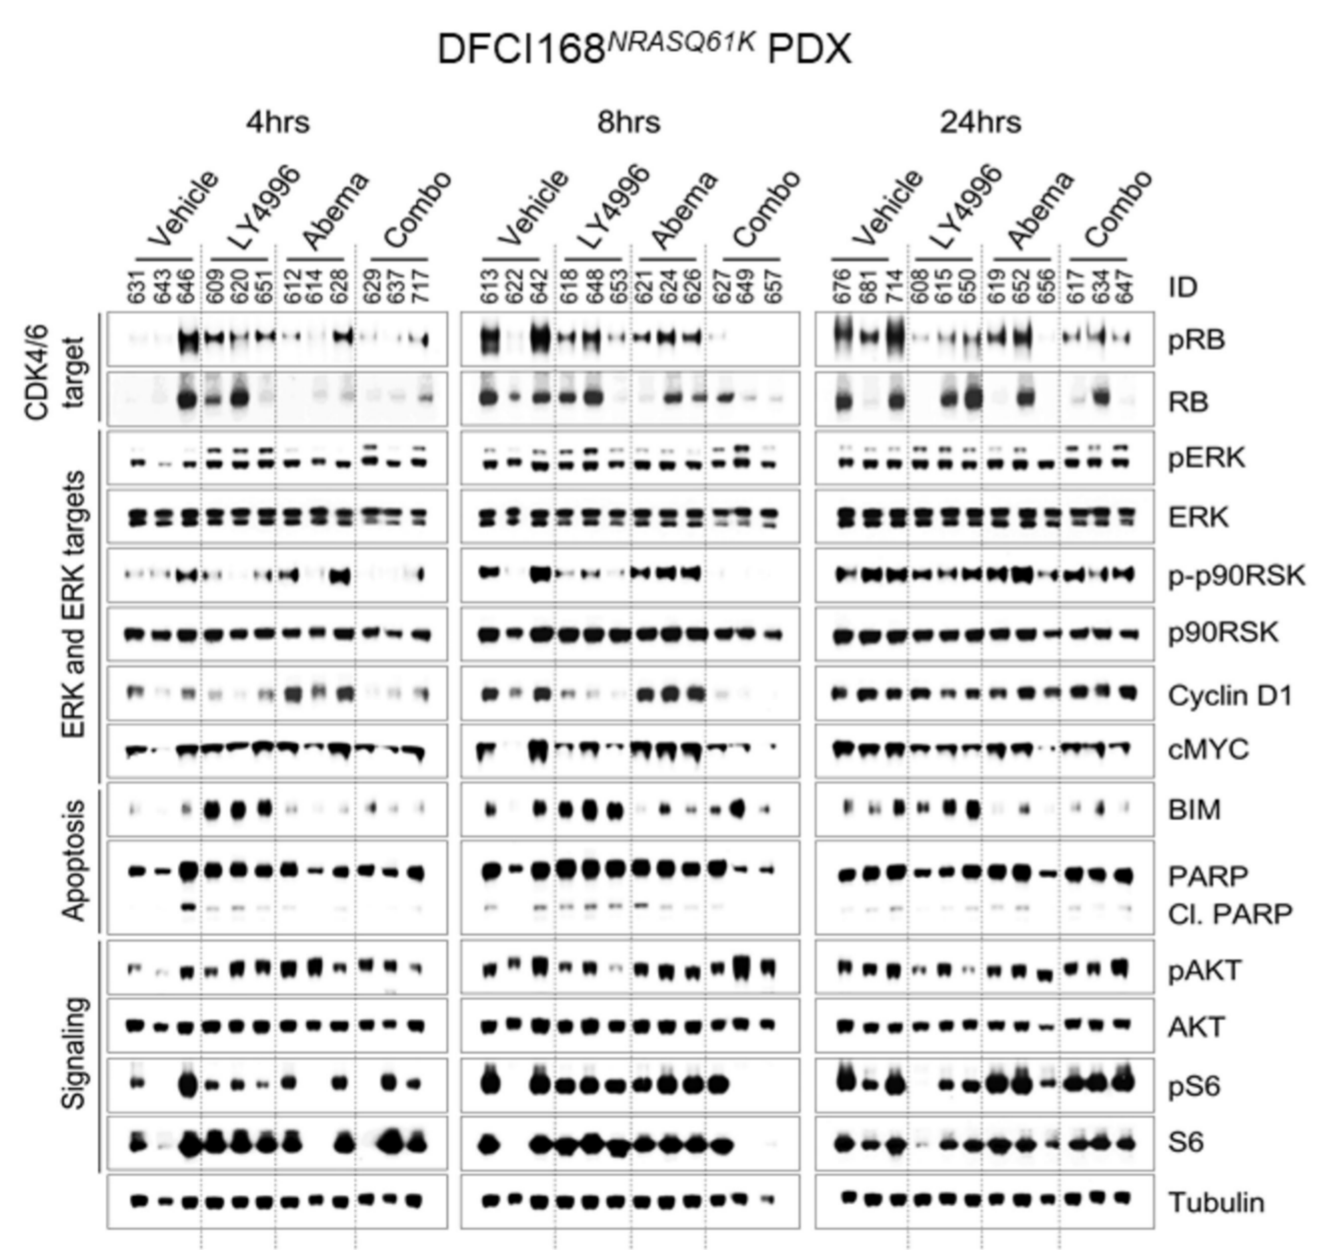 DFCI168NRASQ61K PDX
4hrs 8hrs 24hrs
Vehicle LY4996 Abema Combo Vehicle LY4996 Abema Combo Vehicle LY4996 Abema Combo
631 643 646 609 620 651 612 614 628 629 637 717 613 622 642 618 648 653 621 624 626 627 649 657 676 681 714 608 615 650 619 652 656 617 634 647 ID
CDK4/6
target
pRB
RB
ERK and ERK targets
pERK
ERK
p-p90RSK
p90RSK
Cyclin D1
cMYC
Apoptosis
BIM
PARP
Cl. PARP
Signaling
pAKT
AKT
pS6
S6
Tubulin